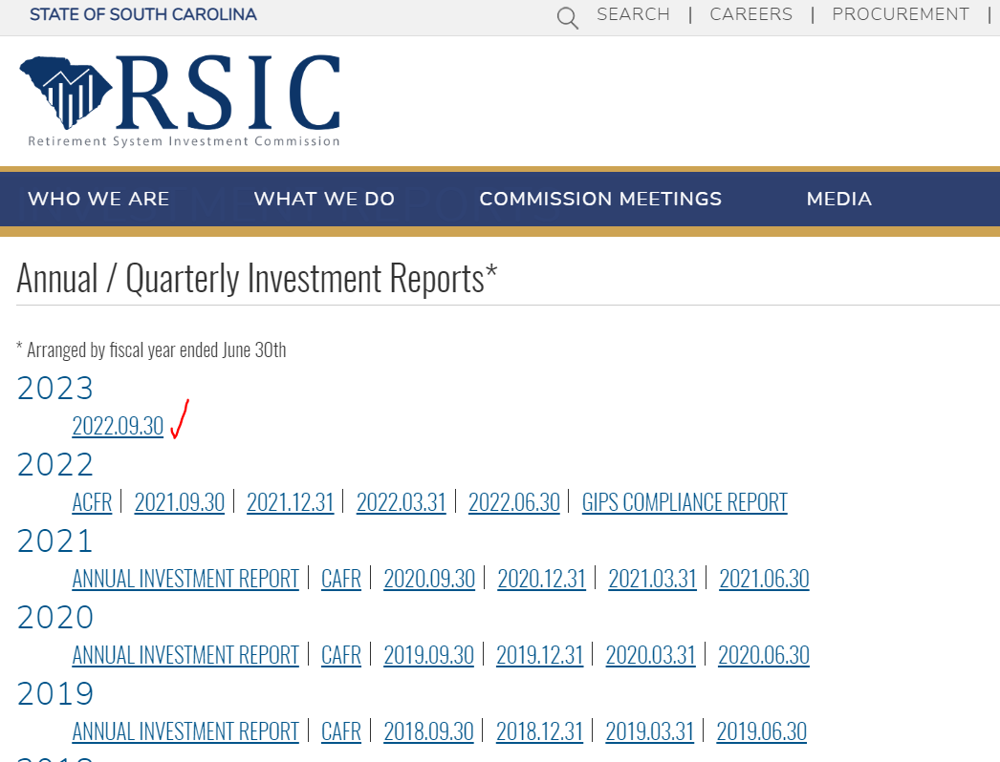 STATE OF SOUTH CAROLINA SEARCH | CAREERS | PROCUREMENT |
RSIC
Retirement System Investment Commission
WHO WE ARE WHAT WE DO COMMISSION MEETINGS MEDIA
Annual / Quarterly Investment Reports*
* Arranged by fiscal year ended June 30th
2023
2022.09.30
2022
ACFR | 2021.09.30 | 2021.12.31 | 2022.03.31 | 2022.06.30 | GIPS COMPLIANCE REPORT
2021
ANNUAL INVESTMENT REPORT | CAFR | 2020.09.30 | 2020.12.31 | 2021.03.31 | 2021.06.30
2020
ANNUAL INVESTMENT REPORT | CAFR | 2019.09.30 | 2019.12.31 | 2020.03.31 | 2020.06.30
2019
ANNUAL INVESTMENT REPORT | CAFR | 2018.09.30 | 2018.12.31 | 2019.03.31 | 2019.06.30